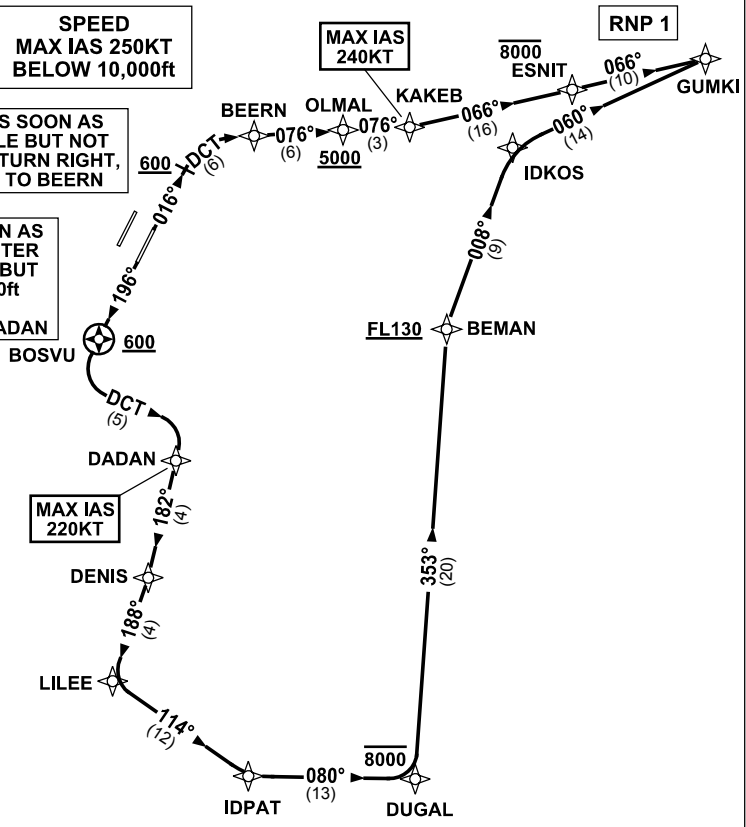 SPEED
MAX IAS 250KT
BELOW 10,000ft
MAX IAS
240KT
8000
ESNIT
RNP 1
066°
(10)
GUMKI
S SOON AS
LE BUT NOT
TURN RIGHT,
TO BEERN
600
DCT
(6)
BEERN
076°
(6)
OLMAL
5000
076°
(3)
KAKEB
066°
(16)
060°
(14)
IDKOS
016°
196°
N AS
TER
BUT
0ft
ADAN
BOSVU
600
008°
(9)
FL130
BEMAN
DCT
(5)
DADAN
MAX IAS
220KT
182°
(4)
DENIS
188°
(4)
LILEE
353°
(20)
114°
(12)
IDPAT
080°
(13)
8000
DUGAL